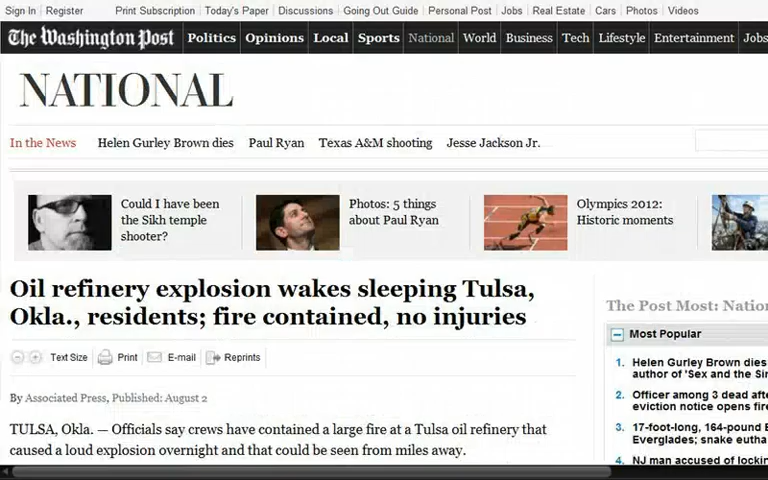 Sign In Register Print Subscription Today's Paper Discussions Going Out Guide Personal Post Jobs Real Estate Cars Photos Videos
The Washington Post Politics Opinions Local Sports National World Business Tech Lifestyle Entertainment Jobs
NATIONAL
In the News Helen Gurley Brown dies Paul Ryan Texas A&M shooting Jesse Jackson Jr.
Could I have been
the Sikh temple
shooter?
Photos: 5 things
about Paul Ryan
Olympics 2012:
Historic moments
Oil refinery explosion wakes sleeping Tulsa,
Okla., residents; fire contained, no injuries
Text Size Print E-mail Reprints
By Associated Press, Published: August 2
TULSA, Okla. — Officials say crews have contained a large fire at a Tulsa oil refinery that
caused a loud explosion overnight and that could be seen from miles away.
The Post Most: Nation
Most Popular
1. Helen Gurley Brown dies
author of 'Sex and the Sin
2. Officer among 3 dead afte
eviction notice opens fire
3. 17-foot-long, 164-pound
Everglades; snake eutha
4. NJ man accused of lockin